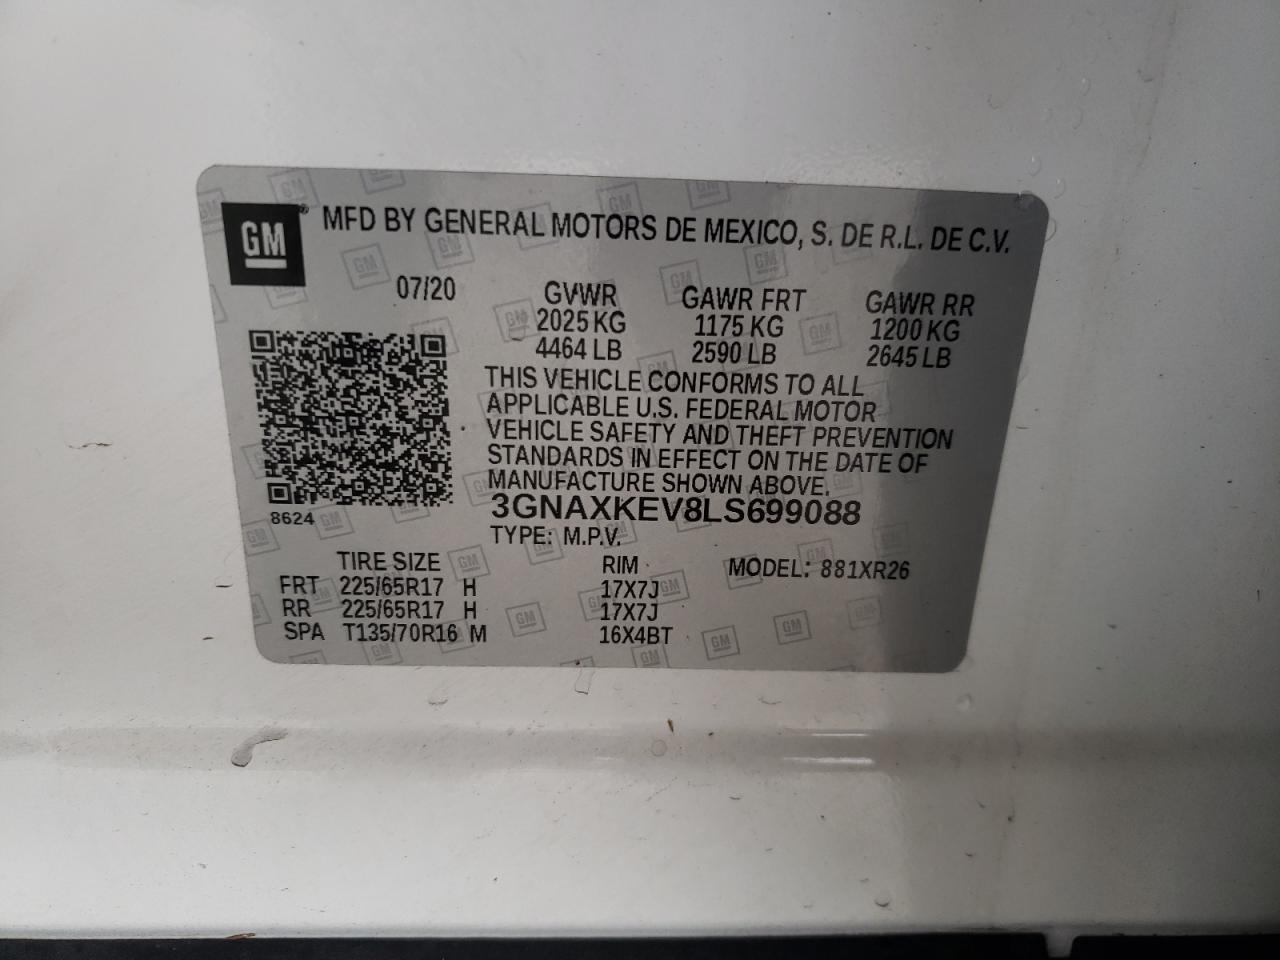 GM® MFD BY GENERAL MOTORS DE MEXICO, S. DE R.L. DE C.V.
07/20 GVWR GAWR FRT GAWR RR
2025 KG 1175 KG 1200 KG
4464 LB 2590 LB 2645 LB
THIS VEHICLE CONFORMS TO ALL
APPLICABLE U.S. FEDERAL MOTOR
VEHICLE SAFETY AND THEFT PREVENTION
STANDARDS IN EFFECT ON THE DATE OF
MANUFACTURE SHOWN ABOVE.
3GNAXKEV8LS699088
8624
TYPE: M.P.V.
TIRE SIZE RIM MODEL: 881XR26
FRT 225/65R17 H 17X7J
RR 225/65R17 H 17X7J
SPA T135/70R16 M 16X4BT